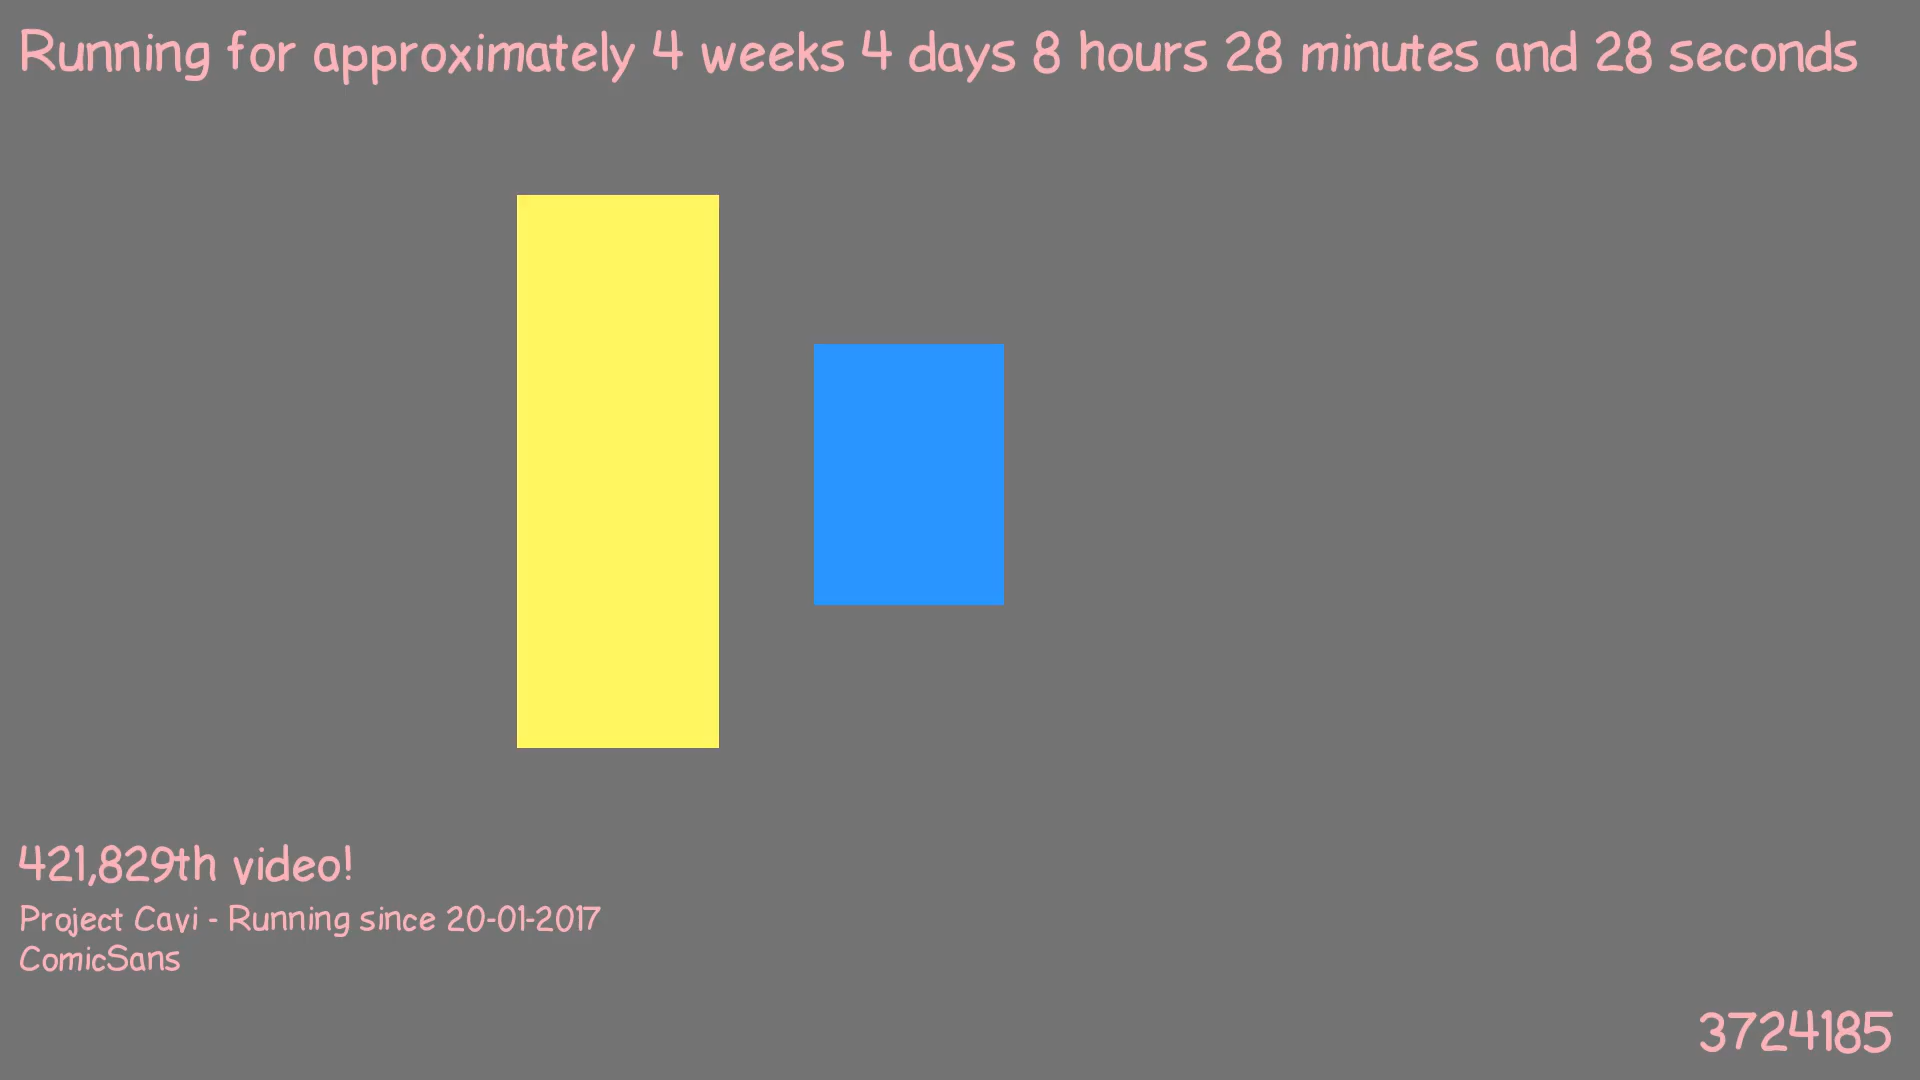 Running for approximately 4 weeks 4 days 8 hours 28 minutes and 28 seconds
421,829th video!
Project Cavi - Running since 20-01-2017
ComicSans
3724185